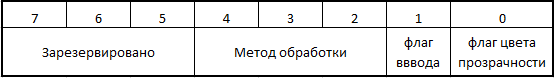 7 6 5 4 3 2 1 0
Зарезервировано Метод обработки флаг вввода флаг цвета прозрачности